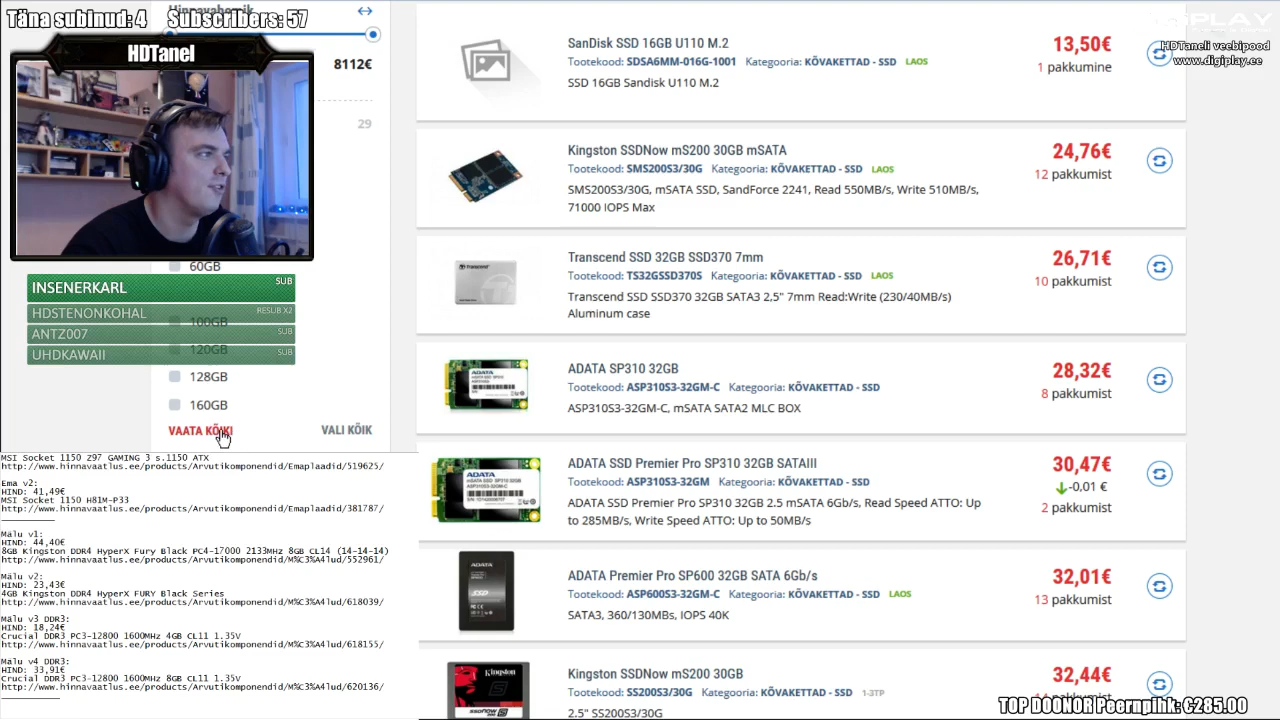 Täna subinud: 4 Subscribers: 57
HDTanel
8112€
29
60GB
INSENERKARL SUB
HDSTENONKOHAL RESUB X2
100GB
ANTZ007 SUB
120GB
UHDKAWAII SUB
128GB
160GB
VAATA KÕIKI VALI KÕIK
MSI Socket 1150 Z97 GAMING 3 s.1150 ATX
http://www.hinnavaatlus.ee/products/Arvutikomponendid/Emaplaadid/519625/
Ema v2:
HIND: 41,49€
MSI Socket 1150 H81M-P33
http://www.hinnavaatlus.ee/products/Arvutikomponendid/Emaplaadid/381787/
Mälu v1:
HIND: 44,40€
8GB Kingston DDR4 HyperX Fury Black PC4-17000 2133MHz 8GB CL14 (14-14-14)
http://www.hinnavaatlus.ee/products/Arvutikomponendid/M%C3%A4lud/552961/
Mälu v2:
HIND: 23,43€
4GB Kingston DDR4 HyperX FURY Black Series
http://www.hinnavaatlus.ee/products/Arvutikomponendid/M%C3%A4lud/618039/
Mälu v3 DDR3:
HIND: 18,24€
Crucial DDR3 PC3-12800 1600MHz 4GB CL11 1.35V
http://www.hinnavaatlus.ee/products/Arvutikomponendid/M%C3%A4lud/618155/
Mälu v4 DDR3:
HIND: 33,91€
Crucial DDR3 PC3-12800 1600MHz 8GB CL11 1.35V
http://www.hinnavaatlus.ee/products/Arvutikomponendid/M%C3%A4lud/620136/
SanDisk SSD 16GB U110 M.2
Tootekood: SDSA6MM-016G-1001 Kategooria: KÕVAKETTAD - SSD LAOS
SSD 16GB Sandisk U110 M.2
13,50€
1 pakkumine
HDTaneli veebipood
www.digiplay.ee
Kingston SSDNow mS200 30GB mSATA
Tootekood: SMS200S3/30G Kategooria: KÕVAKETTAD - SSD LAOS
SMS200S3/30G, mSATA SSD, SandForce 2241, Read 550MB/s, Write 510MB/s,
71000 IOPS Max
24,76€
12 pakkumist
Transcend SSD 32GB SSD370 7mm
Tootekood: TS32GSSD370S Kategooria: KÕVAKETTAD - SSD LAOS
Transcend SSD SSD370 32GB SATA3 2,5" 7mm Read:Write (230/40MB/s)
Aluminum case
26,71€
10 pakkumist
ADATA SP310 32GB
Tootekood: ASP310S3-32GM-C Kategooria: KÕVAKETTAD - SSD
ASP310S3-32GM-C, mSATA SATA2 MLC BOX
28,32€
8 pakkumist
ADATA SSD Premier Pro SP310 32GB SATAIII
Tootekood: ASP310S3-32GM Kategooria: KÕVAKETTAD - SSD
ADATA SSD Premier Pro SP310 32GB 2.5 mSATA 6Gb/s, Read Speed ATTO: Up
to 285MB/s, Write Speed ATTO: Up to 50MB/s
30,47€
-0,01 €
2 pakkumist
ADATA Premier Pro SP600 32GB SATA 6Gb/s
Tootekood: ASP600S3-32GM-C Kategooria: KÕVAKETTAD - SSD LAOS
SATA3, 360/130MBs, IOPS 40K
32,01€
13 pakkumist
Kingston SSDNow mS200 30GB
Tootekood: SS200S3/30G Kategooria: KÕVAKETTAD - SSD 1-3TP
2.5" SS200S3/30G
32,44€
TOP DOONOR Peernpihk €285.00
Transcend
ADATA
ADATA
ADATA
SSD
Kingston
SSDNOW